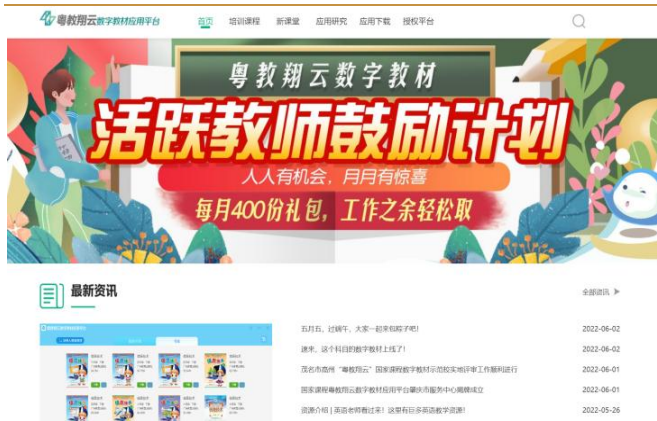 粤教翔云数字教材应用平台
首页 培训课程 新课堂 应用研究 应用下载 授权平台
粤教翔云数字教材
活跃教师鼓励计划
人人有机会，月月有惊喜
每月400份礼包，工作之余轻松取
最新资讯
全部资讯
五月五，过端午，大家一起来包粽子吧! 2022-06-02
速来，这个科目的数字教材上线了! 2022-06-02
茂名市高州“粤教翔云”国家课程数字教材示范校实地评审工作顺利进行 2022-06-01
国家课程粤教翔云数字教材应用平台肇庆市服务中心揭牌成立 2022-06-01
资源介绍 | 英语老师看过来! 这里有巨多英语教学资源! 2022-05-26